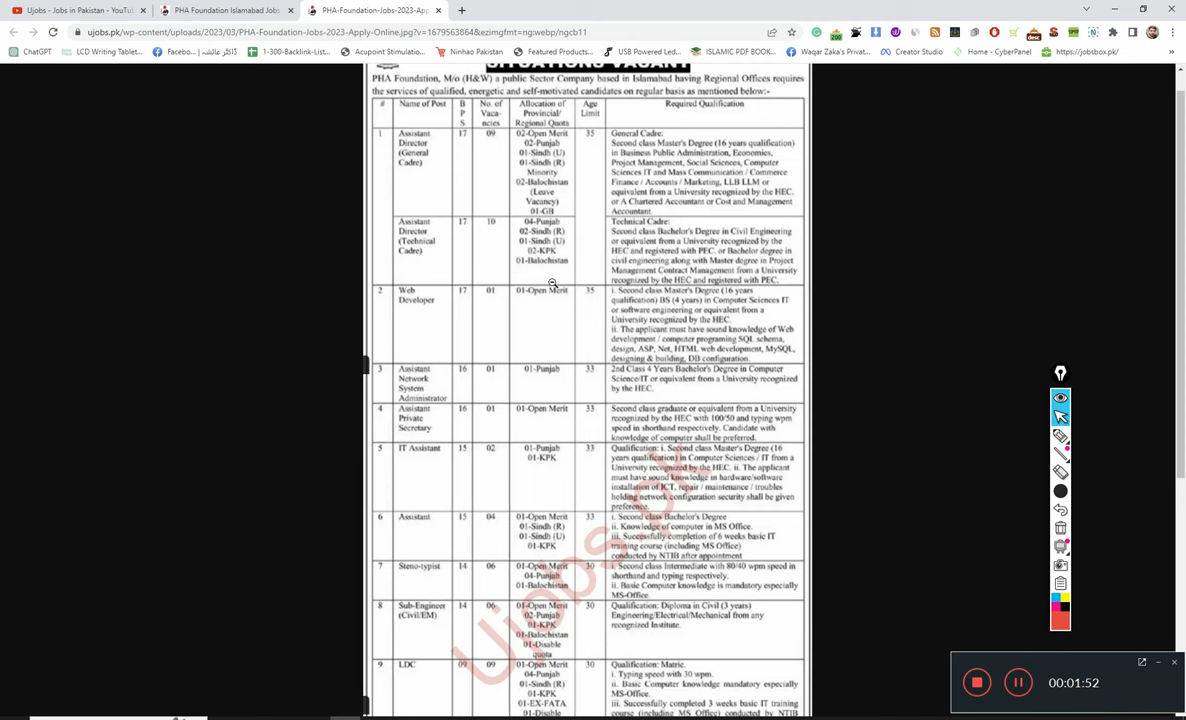 Ujobs - Jobs in Pakistan - YouTu
PHA Foundation Islamabad Jobs
PHA-Foundation-Jobs-2023-App
ujobs.pk/wp-content/uploads/2023/03/PHA-Foundation-Jobs-2023-Apply-Online.jpg?v=1679563864&ezimgfmt=ng:webp/ngcb11
ChatGPT
LCD Writing Tablet...
Facebo...
1-300-Backlink-List...
Acupoint Stimulatio...
Ninhao Pakistan
Featured Products...
USB Powered Led...
ISLAMIC PDF BOOK...
Waqar Zaka's Privat...
Creator Studio
Home - CyberPanel
https://jobsbox.pk/
SITUATIONS VACANT
PHA Foundation, M/o (H&W) a public Sector Company based in Islamabad having Regional Offices requires
the services of qualified, energetic and self-motivated candidates on regular basis as mentioned below:-
#
Name of Post
B
P
S
No. of
Vaca-
ncies
Allocation of
Provincial/
Regional Quota
Age
Limit
Required Qualification
1
Assistant
Director
(General
Cadre)
17
09
02-Open Merit
02-Punjab
01-Sindh (U)
01-Sindh (R)
Minority
02-Balochistan
(Leave
Vacancy)
01-GB
35
General Cadre:
Second class Master's Degree (16 years qualification)
in Business Public Administration, Economics,
Project Management, Social Sciences, Computer
Sciences IT and Mass Communication / Commerce
Finance / Accounts / Marketing, LLB LLM or
equivalent from a University recognized by the HEC.
or A Chartered Accountant or Cost and Management
Accountant.
Assistant
Director
(Technical
Cadre)
17
10
04-Punjab
02-Sindh (R)
01-Sindh (U)
02-KPK
01-Balochistan
Technical Cadre:
Second class Bachelor's Degree in Civil Engineering
or equivalent from a University recognized by the
HEC and registered with PEC. or Bachelor degree in
civil engineering along with Master degree in Project
Management Contract Management from a University
recognized by the HEC and registered with PEC.
2
Web
Developer
17
01
01-Open Merit
35
i. Second class Master's Degree (16 years
qualification) BS (4 years) in Computer Sciences IT
or software engineering or equivalent from a
University recognized by the HEC.
ii. The applicant must have sound knowledge of Web
development / computer programing SQL schema,
design, ASP, Net, HTML web development, MySQL,
designing & building, DB configuration.
3
Assistant
Network
System
Administrator
16
01
01-Punjab
33
2nd Class 4 Years Bachelor's Degree in Computer
Science/IT or equivalent from a University recognized
by the HEC.
4
Assistant
Private
Secretary
16
01
01-Open Merit
33
Second class graduate or equivalent from a University
recognized by the HEC with 100/50 and typing wpm
speed in shorthand respectively. Candidate with
knowledge of computer shall be preferred.
5
IT Assistant
15
02
01-Punjab
01-KPK
33
Qualification: i. Second class Master's Degree (16
years qualification) in Computer Sciences / IT from a
University recognized by the HEC. ii. The applicant
must have sound knowledge in hardware/software
installation of ICT, repair / maintenance / troubles
holding network configuration security shall be given
preference.
6
Assistant
15
04
01-Open Merit
01-Sindh (R)
01-Sindh (U)
01-KPK
33
i. Second class Bachelor's Degree
ii. Knowledge of computer in MS Office.
iii. Successfully completion of 6 weeks basic IT
training course (including MS Office)
conducted by NTIB after appointment
7
Steno-typist
14
06
01-Open Merit
04-Punjab
01-Balochistan
30
i. Second class Intermediate with 80/40 wpm speed in
shorthand and typing respectively.
ii. Basic Computer knowledge is mandatory especially
MS-Office.
8
Sub-Engineer
(Civil/EM)
14
06
01-Open Merit
02-Punjab
01-KPK
01-Balochistan
01-Disable
quota
30
Qualification: Diploma in Civil (3 years)
Engineering/Electrical/Mechanical from any
recognized Institute.
9
LDC
09
09
01-Open Merit
04-Punjab
01-Sindh (R)
01-KPK
01-EX-FATA
01-Disable
30
Qualification: Matric.
i. Typing speed with 30 wpm.
ii. Basic Computer knowledge mandatory especially
MS-Office.
iii. Successfully completed 3 weeks basic IT training
course (including MS Office) conducted by NTIB
Ujobs.pk
00:01:52